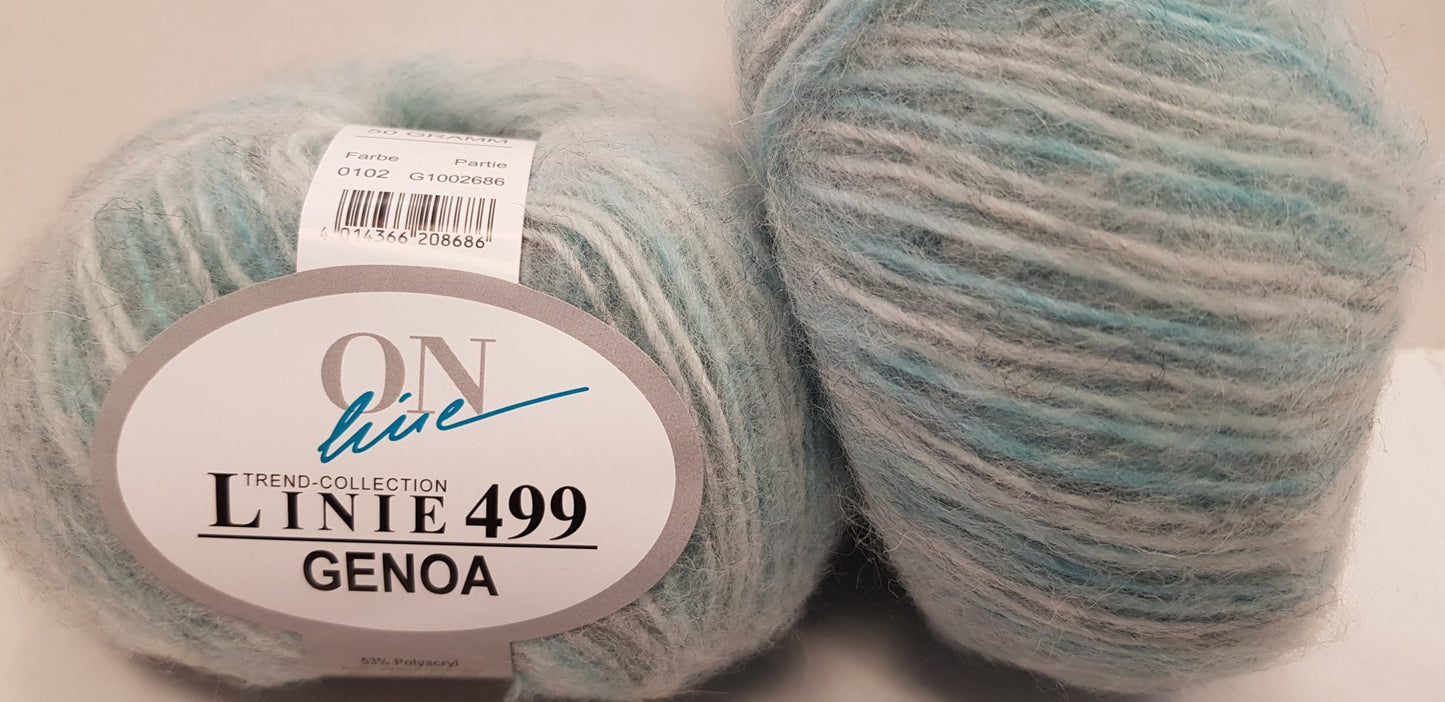 50 GRAMM
Farbe Partie
0102 G1002686
4 014366 208686
ON
line
TREND-COLLECTION
LINIE 499
GENOA
53% Polyacryl